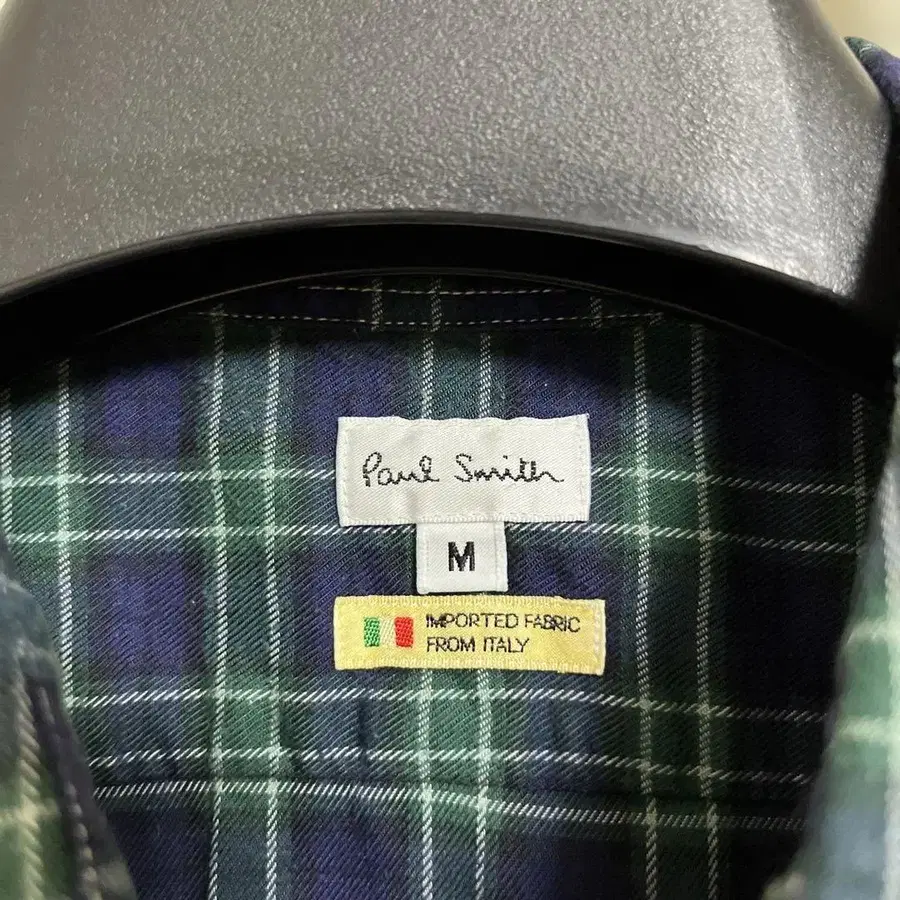 Paul Smith
M
IMPORTED FABRIC
FROM ITALY